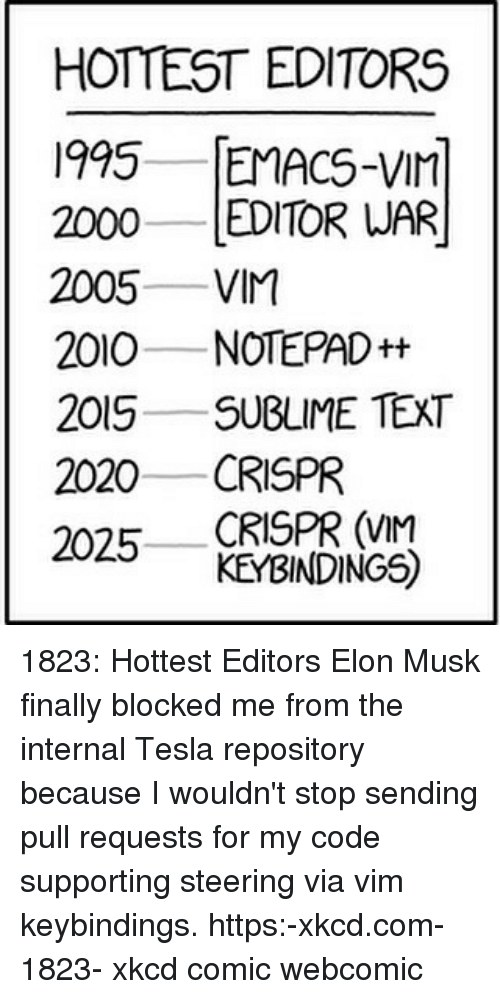 HOTTEST EDITORS
1995 [EMACS-VIM
2000 EDITOR WAR]
2005 VIM
2010 NOTEPAD++
2015 SUBLIME TEXT
2020 CRISPR
2025 CRISPR (VIM
KEYBINDINGS)
1823: Hottest Editors Elon Musk
finally blocked me from the
internal Tesla repository
because I wouldn't stop sending
pull requests for my code
supporting steering via vim
keybindings. https:-xkcd.com-
1823- xkcd comic webcomic